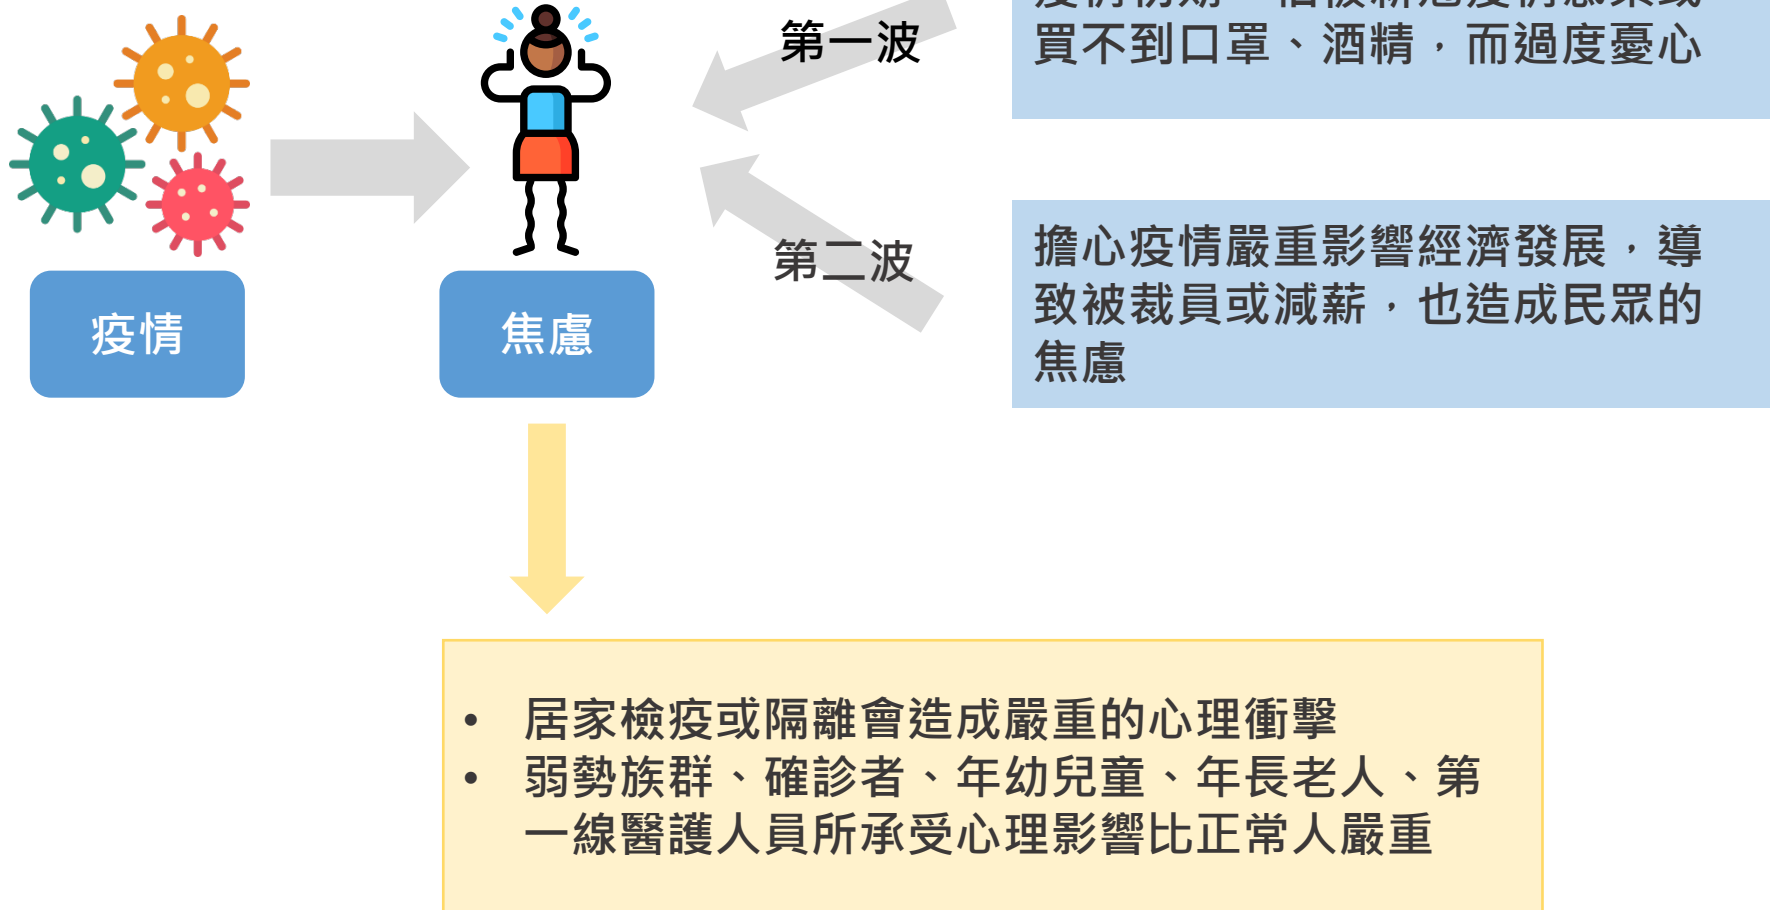 第一波
買不到口罩、酒精，而過度憂心
第二波
擔心疫情嚴重影響經濟發展，導
致被裁員或減薪，也造成民眾的
焦慮
疫情
焦慮
• 居家檢疫或隔離會造成嚴重的心理衝擊
• 弱勢族群、確診者、年幼兒童、年長老人、第
一線醫護人員所承受心理影響比正常人嚴重